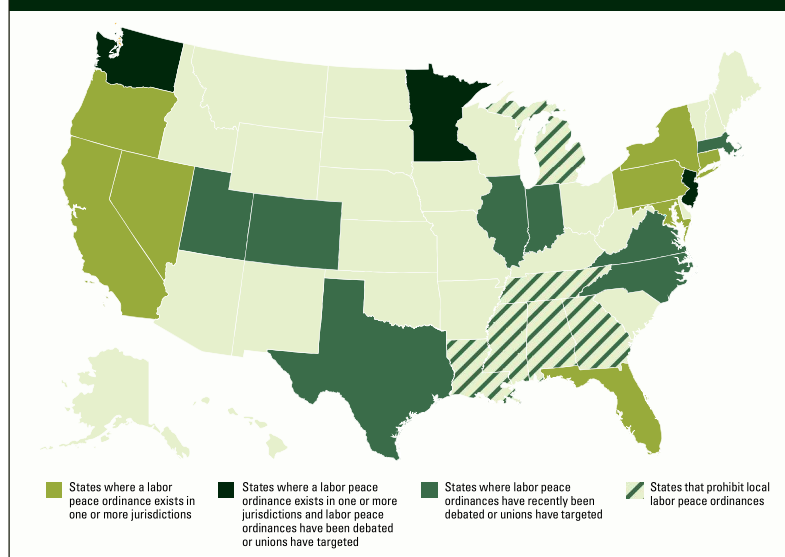 States where a labor
peace ordinance exists in
one or more jurisdictions
States where a labor peace
ordinance exists in one or more
jurisdictions and labor peace
ordinances have been debated
or unions have targeted
States where labor peace
ordinances have recently been
debated or unions have targeted
States that prohibit local
labor peace ordinances